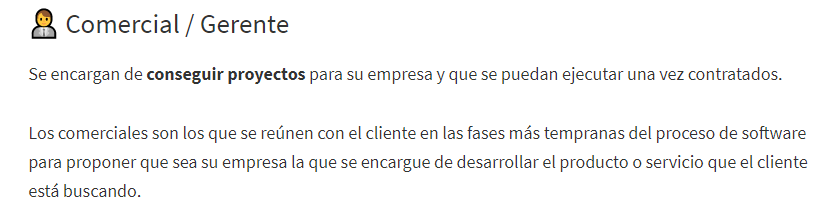 Comercial / Gerente
Se encargan de conseguir proyectos para su empresa y que se puedan ejecutar una vez contratados.
Los comerciales son los que se reúnen con el cliente en las fases más tempranas del proceso de software
para proponer que sea su empresa la que se encargue de desarrollar el producto o servicio que el cliente
está buscando.